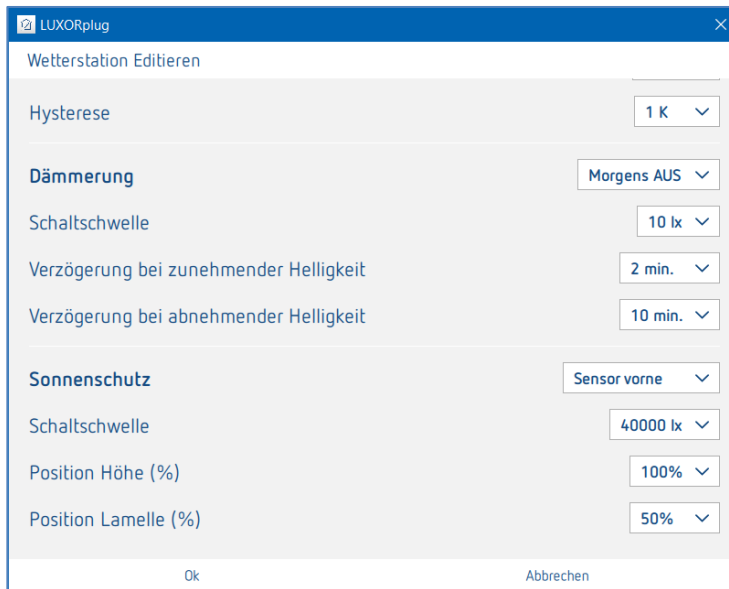 LUXORplug
Wetterstation Editieren
Hysterese 1 K
Dämmerung Morgens AUS
Schaltschwelle 10 lx
Verzögerung bei zunehmender Helligkeit 2 min.
Verzögerung bei abnehmender Helligkeit 10 min.
Sonnenschutz Sensor vorne
Schaltschwelle 40000 lx
Position Höhe (%) 100%
Position Lamelle (%) 50%
Ok Abbrechen